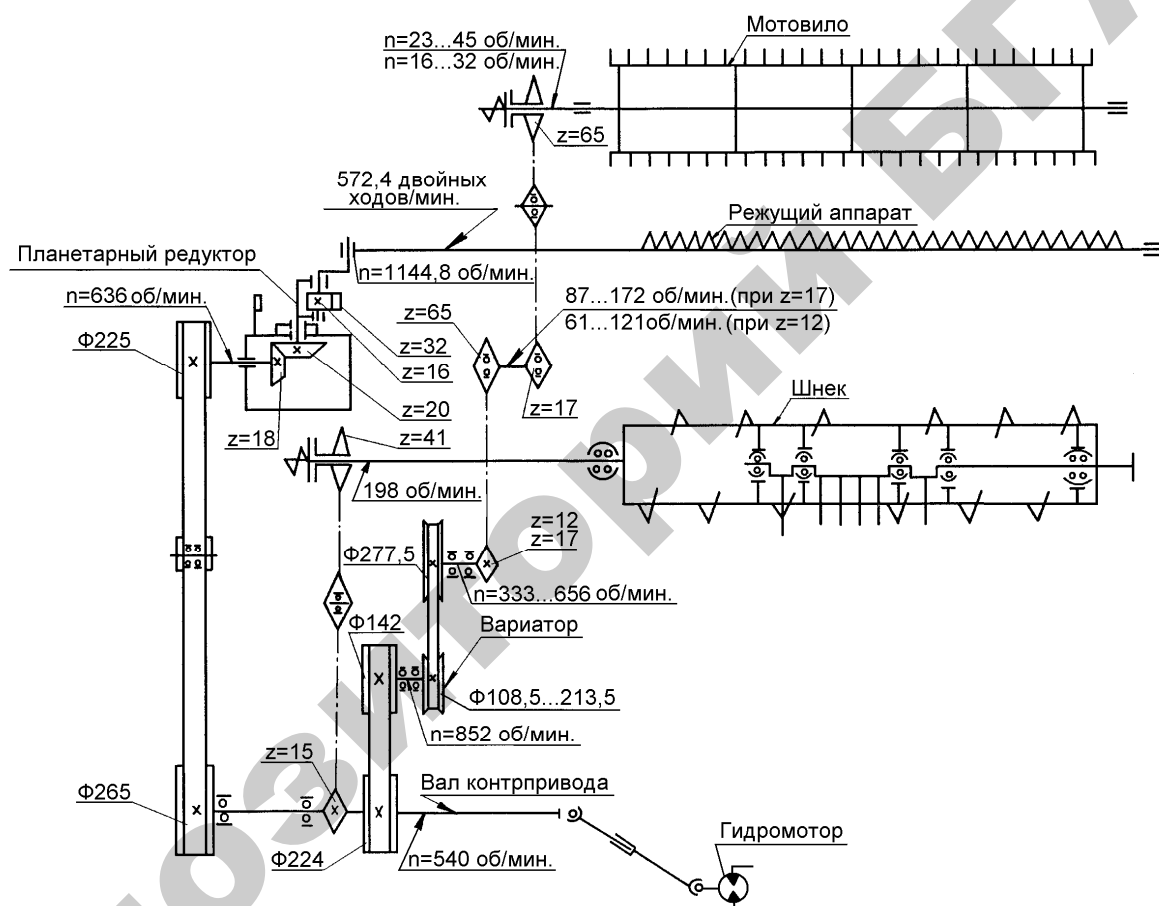 Мотовило
n=23...45 об/мин.
n=16...32 об/мин.
z=65
572,4 двойных
ходов/мин.
Режущий аппарат
Планетарный редуктор
n=1144,8 об/мин.
n=636 об/мин.
87...172 об/мин.(при z=17)
61...121об/мин.(при z=12)
z=65
Ф225
z=32
z=16
z=20
z=17
Шнек
z=18
z=41
198 об/мин.
z=12
z=17
Ф277,5
n=333...656 об/мин.
Ф142
Вариатор
Ф108,5...213,5
n=852 об/мин.
z=15
Ф265
Вал контрпривода
Гидромотор
Ф224
n=540 об/мин.
озиторий БГА